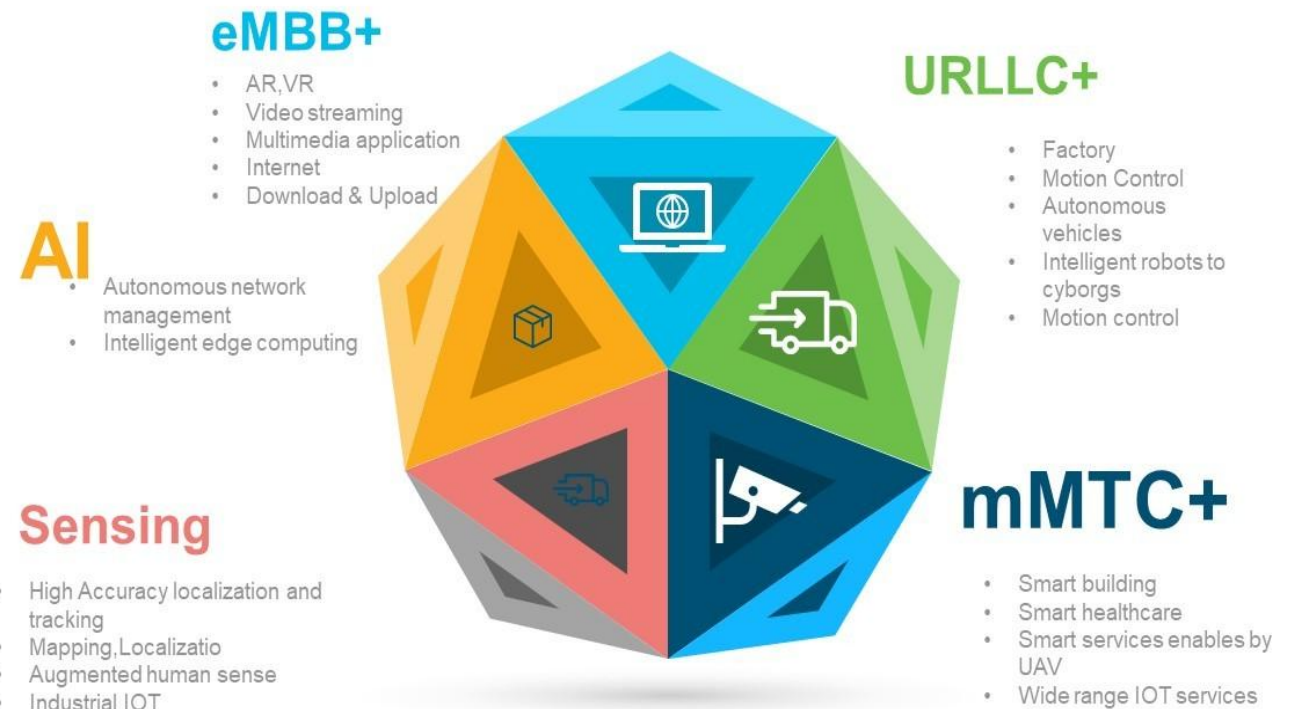 eMBB+
• AR,VR
• Video streaming
• Multimedia application
• Internet
• Download & Upload
URLLC+
• Factory
• Motion Control
• Autonomous
vehicles
• Intelligent robots to
cyborgs
• Motion control
AI
• Autonomous network
management
• Intelligent edge computing
Sensing
• High Accuracy localization and
tracking
• Mapping,Localizatio
• Augmented human sense
• Industrial IOT
mMTC+
• Smart building
• Smart healthcare
• Smart services enables by
UAV
• Wide range IOT services